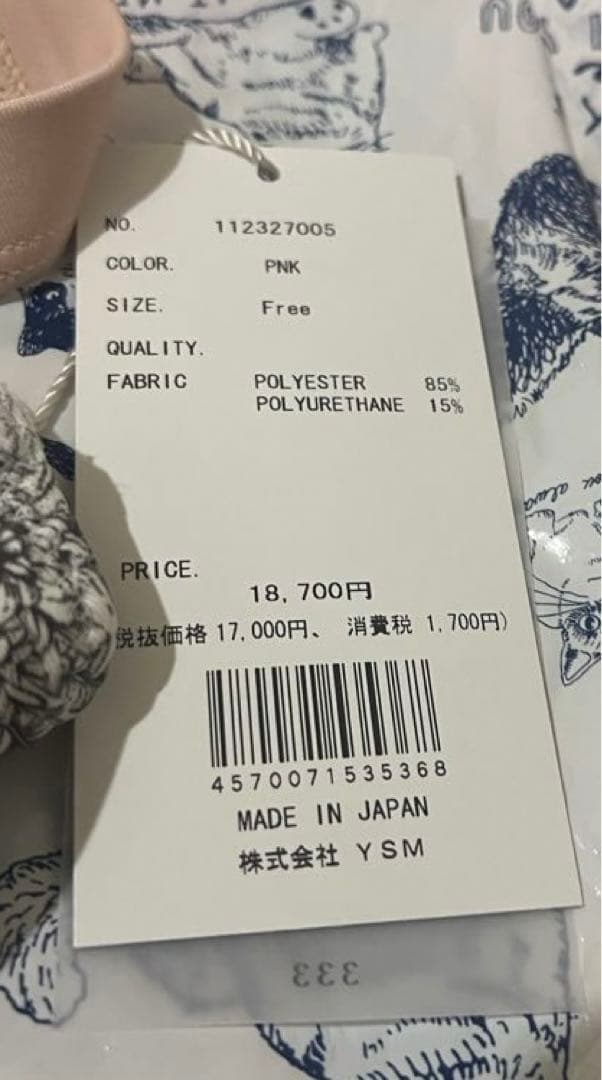 NO. 112327005
COLOR. PNK
SIZE. Free
QUALITY.
FABRIC POLYESTER 85%
POLYURETHANE 15%
PRICE.
18,700円
税抜価格 17,000円、 消費税 1,700円)
4570071535368
MADE IN JAPAN
株式会社 YSM
333